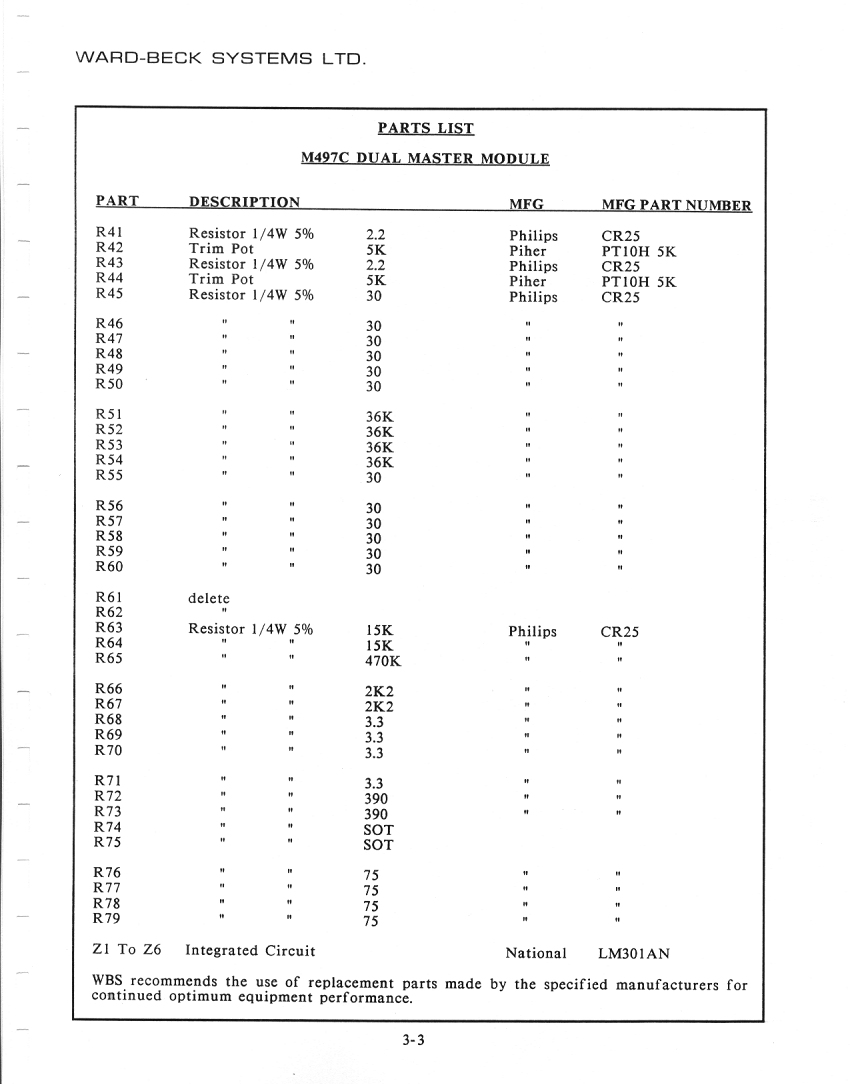 WARD-BECK SYSTEMS LTD.
PARTS LIST
M497C DUAL MASTER MODULE
PART DESCRIPTION MFG MFG PART NUMBER
R41 Resistor 1/4W 5% 2.2 Philips CR25
R42 Trim Pot 5K Piher PT10H 5K
R43 Resistor 1/4W 5% 2.2 Philips CR25
R44 Trim Pot 5K Piher PT10H 5K
R45 Resistor 1/4W 5% 30 Philips CR25
R46 " " 30 " "
R47 " " 30 " "
R48 " " 30 " "
R49 " " 30 " "
R50 " " 30 " "
R51 " " 36K " "
R52 " " 36K " "
R53 " " 36K " "
R54 " " 36K " "
R55 " " 30 " "
R56 " " 30 " "
R57 " " 30 " "
R58 " " 30 " "
R59 " " 30 " "
R60 " " 30 " "
R61 delete
R62 "
R63 Resistor 1/4W 5% 15K Philips CR25
R64 " " 15K " "
R65 " " 470K " "
R66 " " 2K2 " "
R67 " " 2K2 " "
R68 " " 3.3 " "
R69 " " 3.3 " "
R70 " " 3.3 " "
R71 " " 3.3 " "
R72 " " 390 " "
R73 " " 390 " "
R74 " " SOT
R75 " " SOT
R76 " " 75 " "
R77 " " 75 " "
R78 " " 75 " "
R79 " " 75 " "
Z1 To Z6 Integrated Circuit National LM301AN
WBS recommends the use of replacement parts made by the specified manufacturers for
continued optimum equipment performance.
3-3